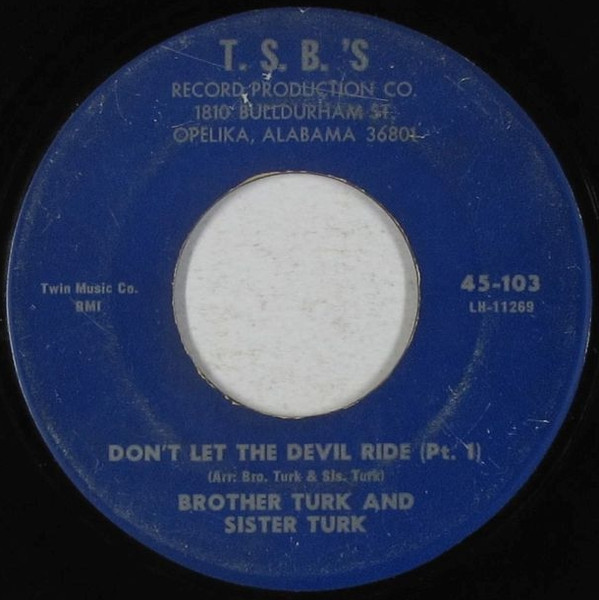 T. S. B. 'S
RECORD PRODUCTION CO.
1810 BULLDURHAM ST.
OPELIKA, ALABAMA 36801
Twin Music Co.
BMI
45-103
LH-11269
DON'T LET THE DEVIL RIDE (Pt. 1)
(Arr: Bro. Turk & Sis. Turk)
BROTHER TURK AND
SISTER TURK